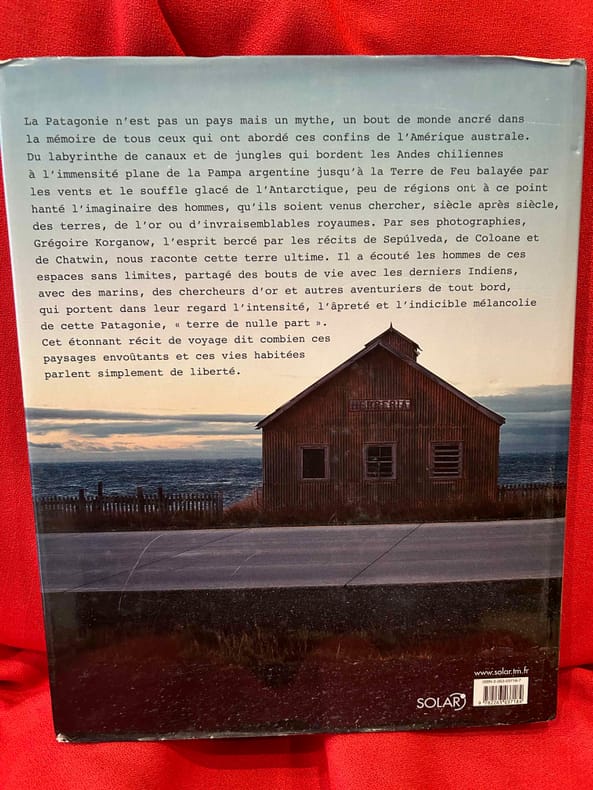 La Patagonie n'est pas un pays mais un mythe, un bout de monde ancré dans
la mémoire de tous ceux qui ont abordé ces confins de l'Amérique australe.
Du labyrinthe de canaux et de jungles qui bordent les Andes chiliennes
à l'immensité plane de la Pampa argentine jusqu'à la Terre de Feu balayée par
les vents et le souffle glacé de l'Antarctique, peu de régions ont à ce point
hanté l'imaginaire des hommes, qu'ils soient venus chercher, siècle après siècle,
des terres, de l'or ou d'invraisemblables royaumes. Par ses photographies,
Grégoire Korganow, l'esprit bercé par les récits de Sepúlveda, de Coloane et
de Chatwin, nous raconte cette terre ultime. Il a écouté les hommes de ces
espaces sans limites, partagé des bouts de vie avec les derniers Indiens,
avec des marins, des chercheurs d'or et autres aventuriers de tout bord,
qui portent dans leur regard l'intensité, l'âpreté et l'indicible mélancolie
de cette Patagonie, « terre de nulle part ».
Cet étonnant récit de voyage dit combien ces
paysages envoûtants et ces vies habitées
parlent simplement de liberté.
www.solar.tm.fr
SOLAR